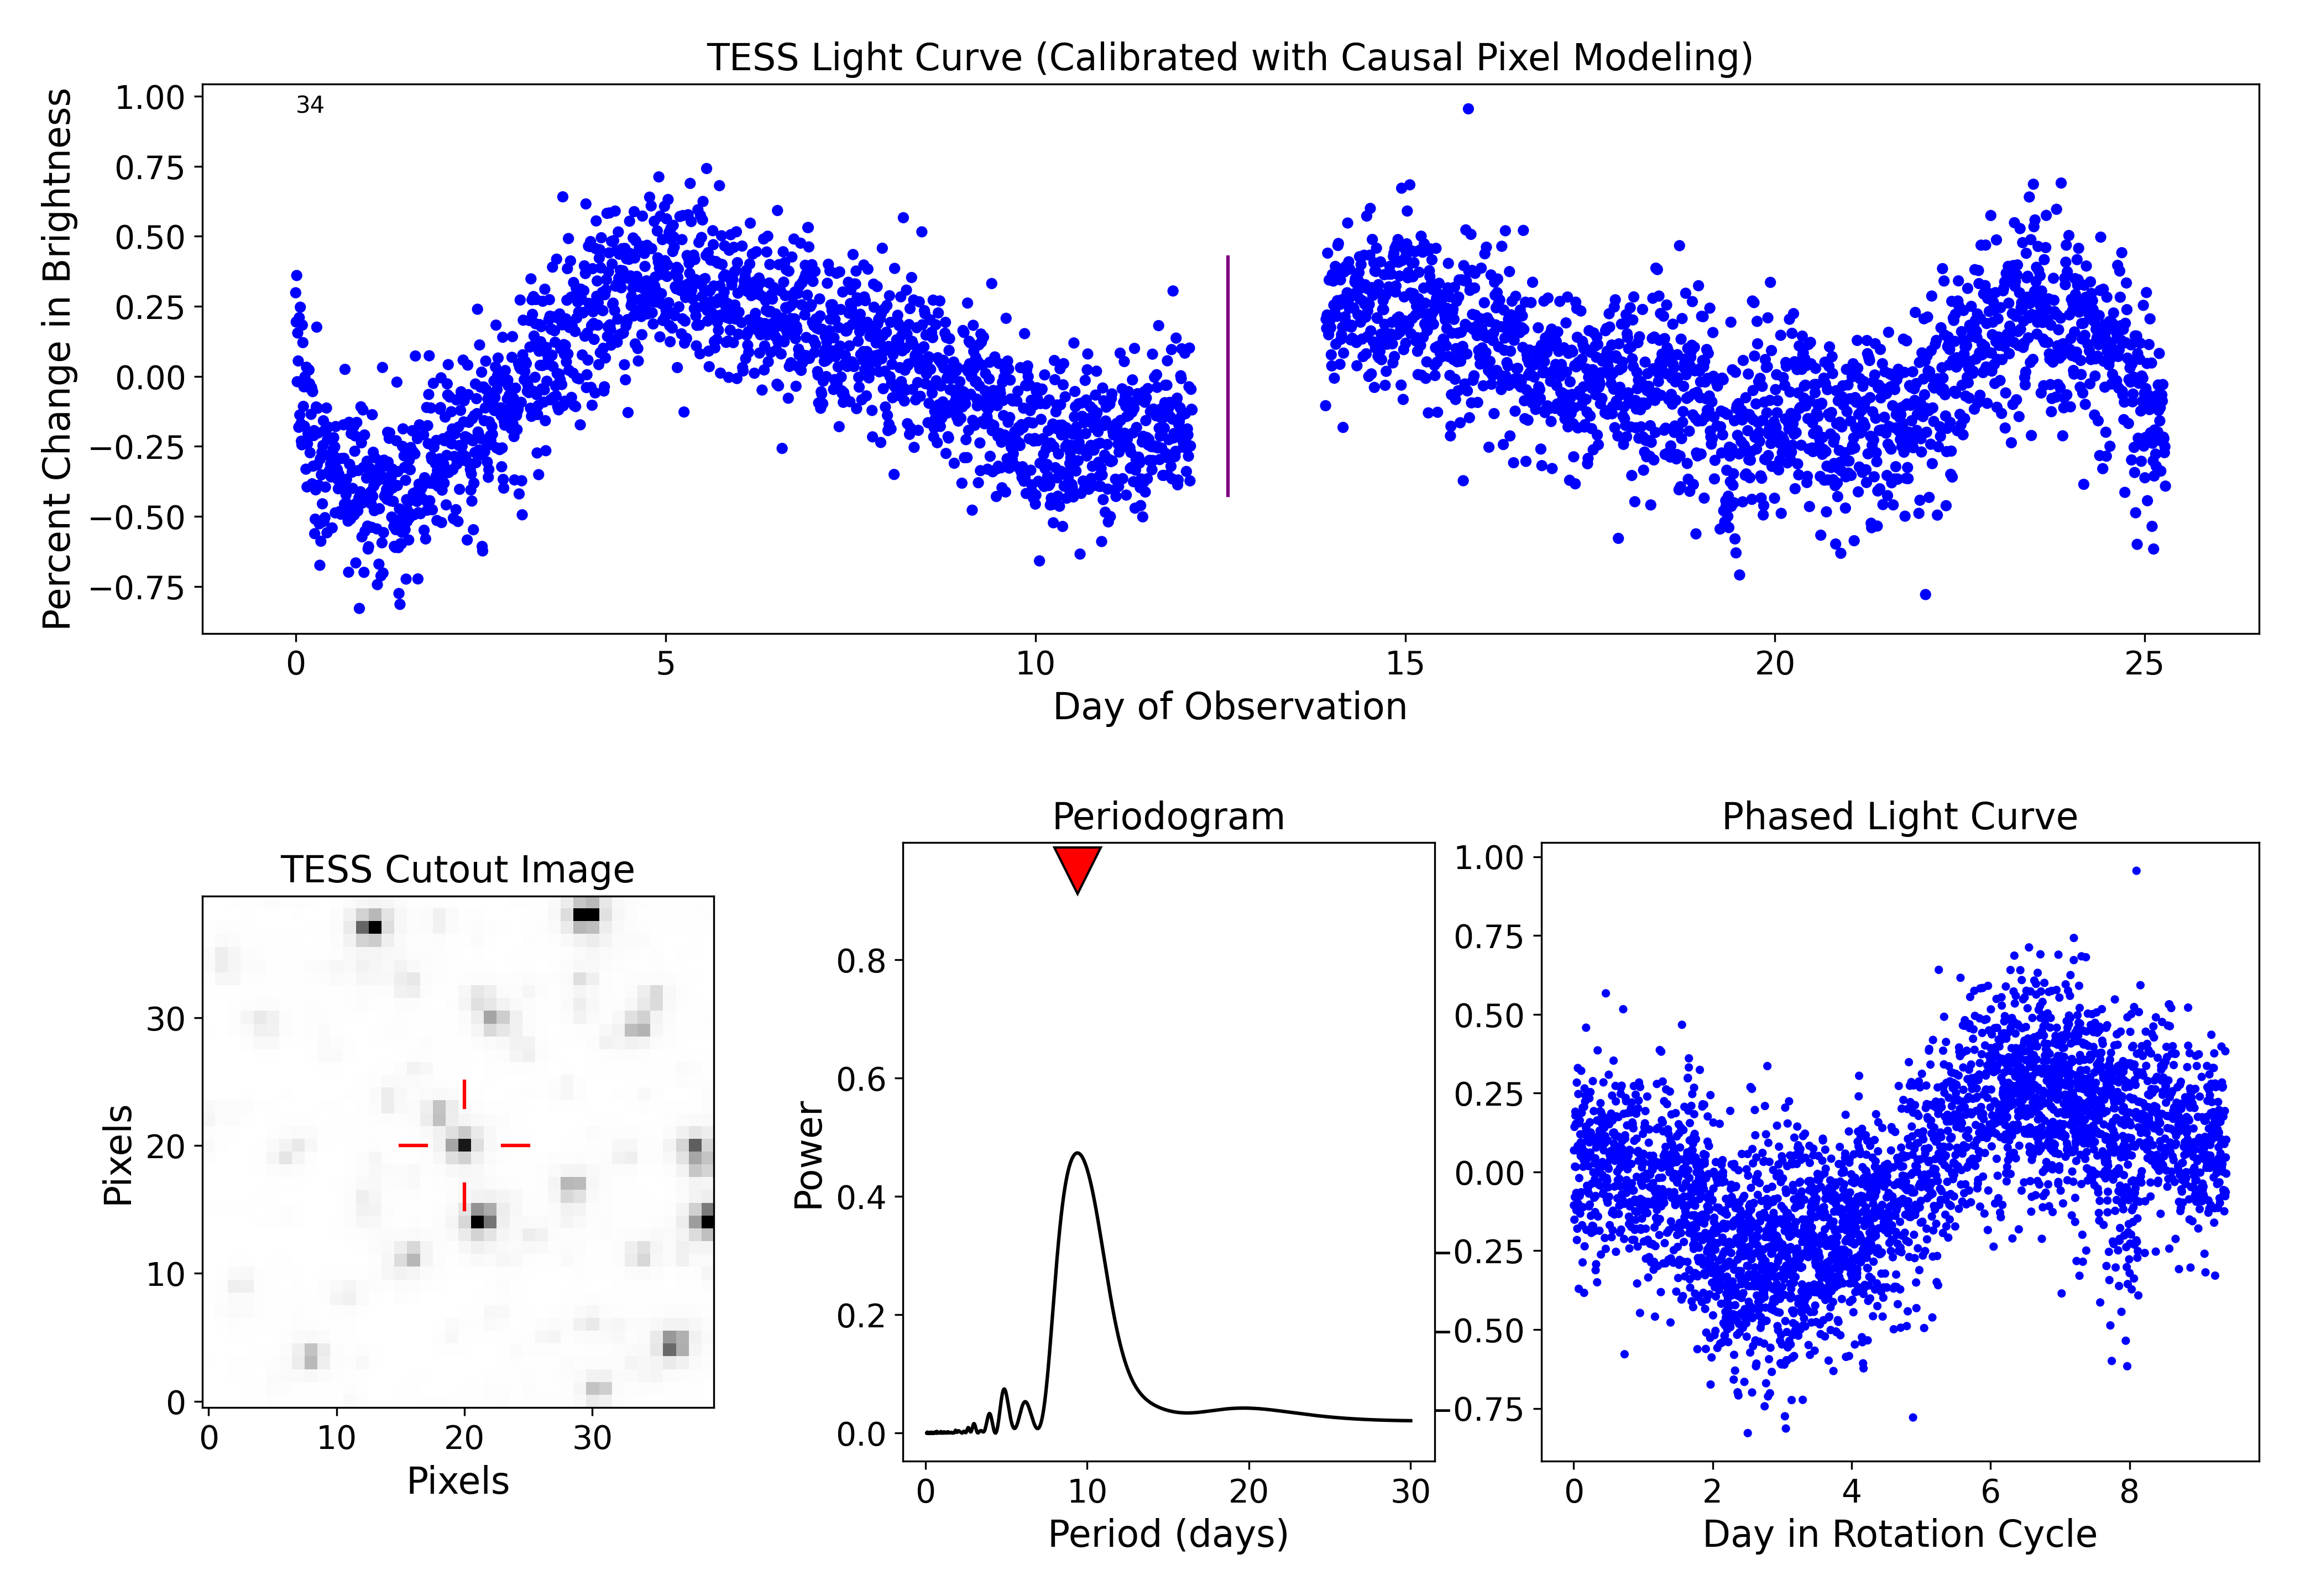 TESS Light Curve (Calibrated with Causal Pixel Modeling)
Percent Change in Brightness
1.00
0.75
0.50
0.25
0.00
−0.25
−0.50
−0.75
34
0 5 10 15 20 25
Day of Observation
TESS Cutout Image
Pixels
30
20
10
0
0 10 20 30
Pixels
Periodogram
Power
0.8
0.6
0.4
0.2
0.0
0 10 20 30
Period (days)
Phased Light Curve
1.00
0.75
0.50
0.25
0.00
−0.25
−0.50
−0.75
0 2 4 6 8
Day in Rotation Cycle